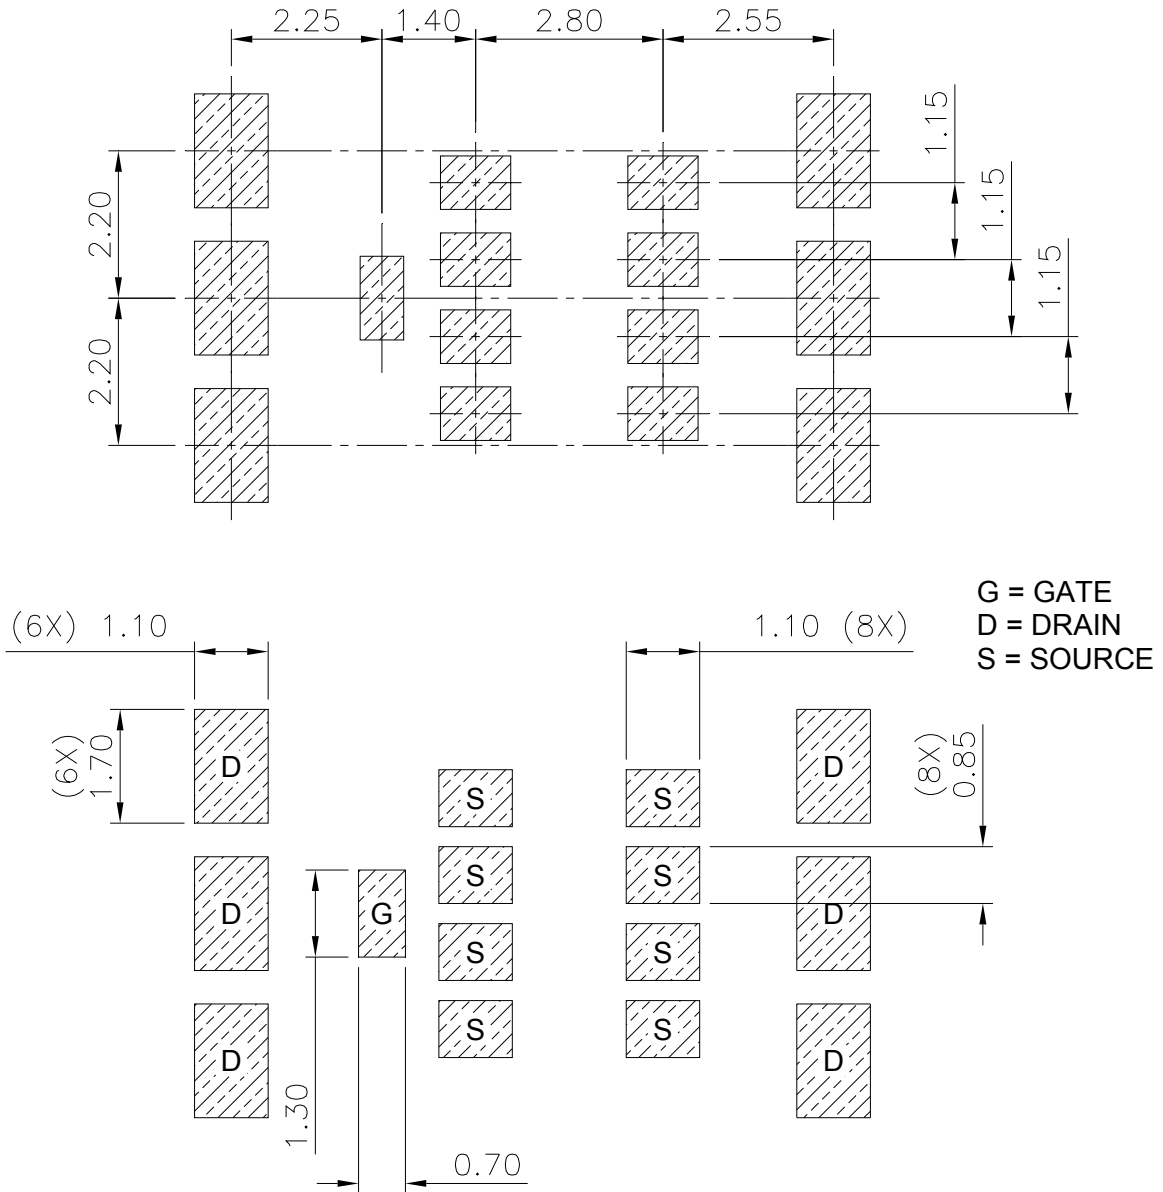 2.25 1.40 2.80 2.55
1.15
1.15
1.15
2.20
2.20
G = GATE
D = DRAIN
S = SOURCE
(6X) 1.10
1.10 (8X)
(6X)
1.70
(8X)
0.85
D
D
S
S
S
S
D
G
D
S
S
S
S
D
D
1.30
0.70